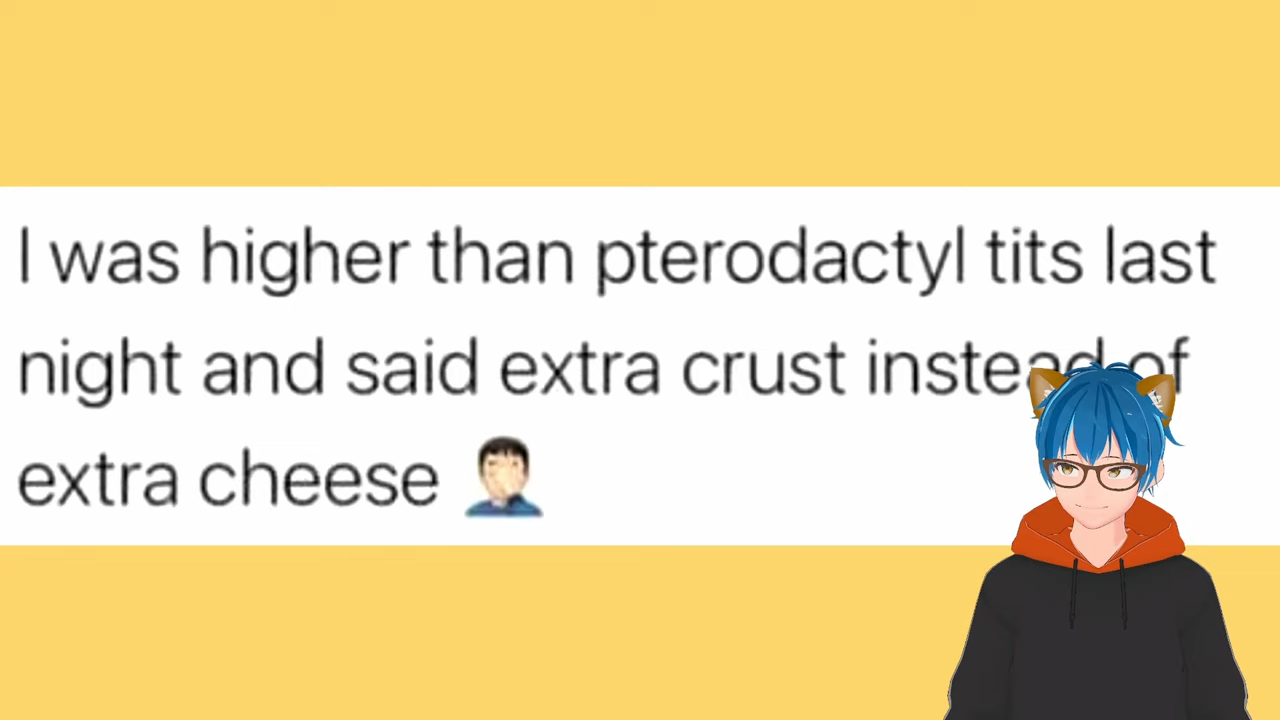 I was higher than pterodactyl tits last
night and said extra crust instead of
extra cheese 🤦🏻‍♂️